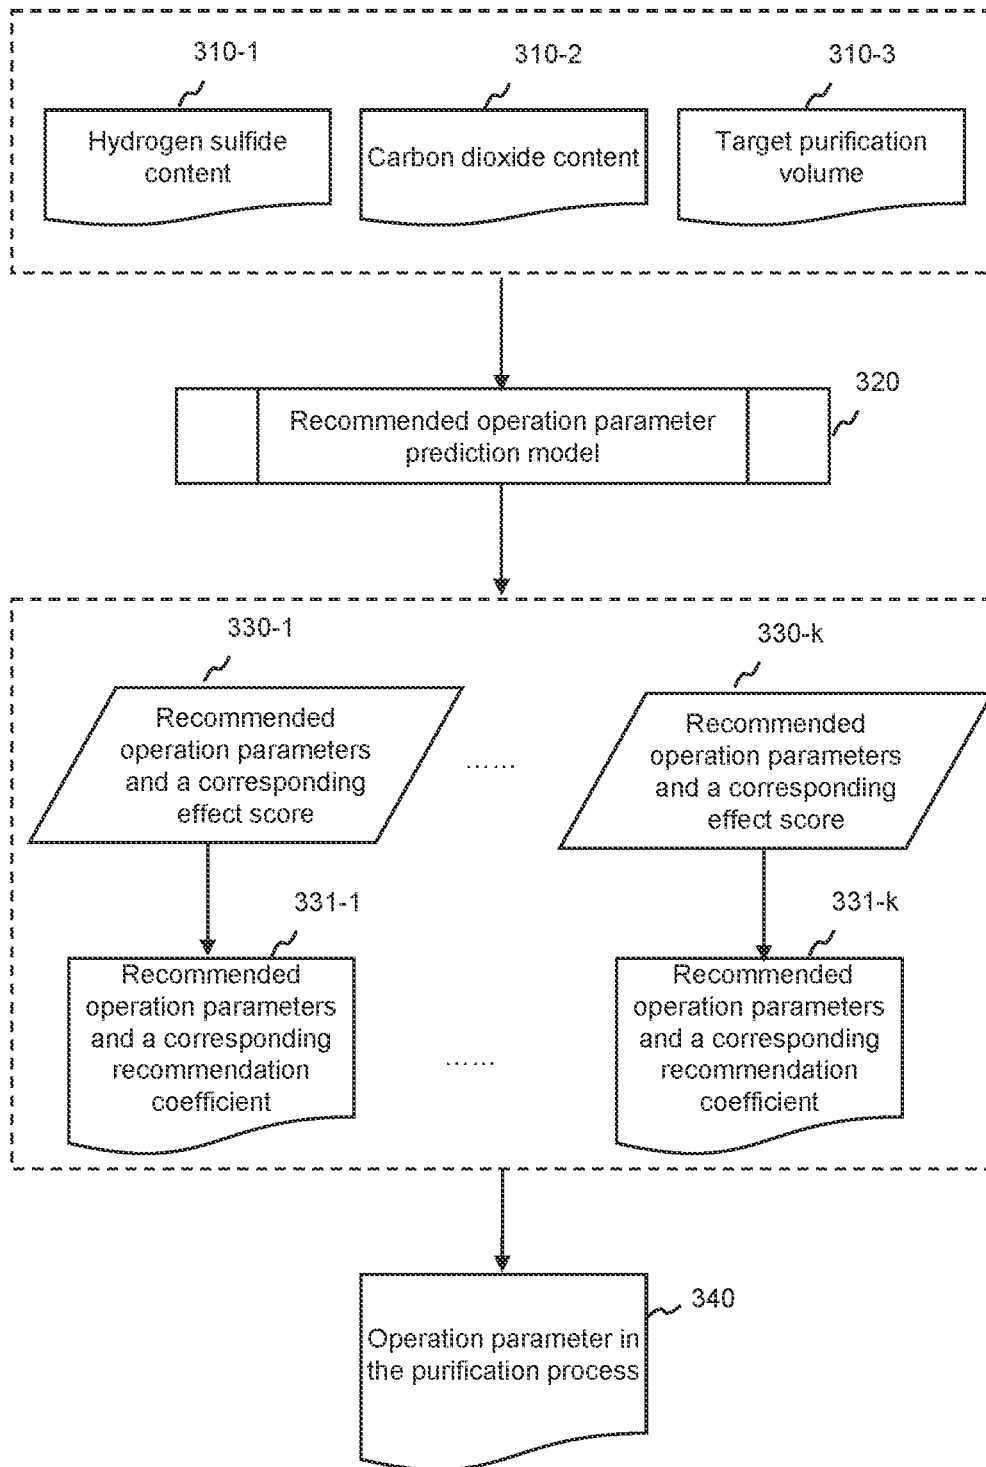 310-1
310-2
310-3
Hydrogen sulfide
content
Carbon dioxide content
Target purification
volume
320
Recommended operation parameter
prediction model
330-1
330-k
Recommended
operation parameters
and a corresponding
effect score
......
Recommended
operation parameters
and a corresponding
effect score
331-1
331-k
Recommended
operation parameters
and a corresponding
recommendation
coefficient
......
Recommended
operation parameters
and a corresponding
recommendation
coefficient
340
Operation parameter in
the purification process